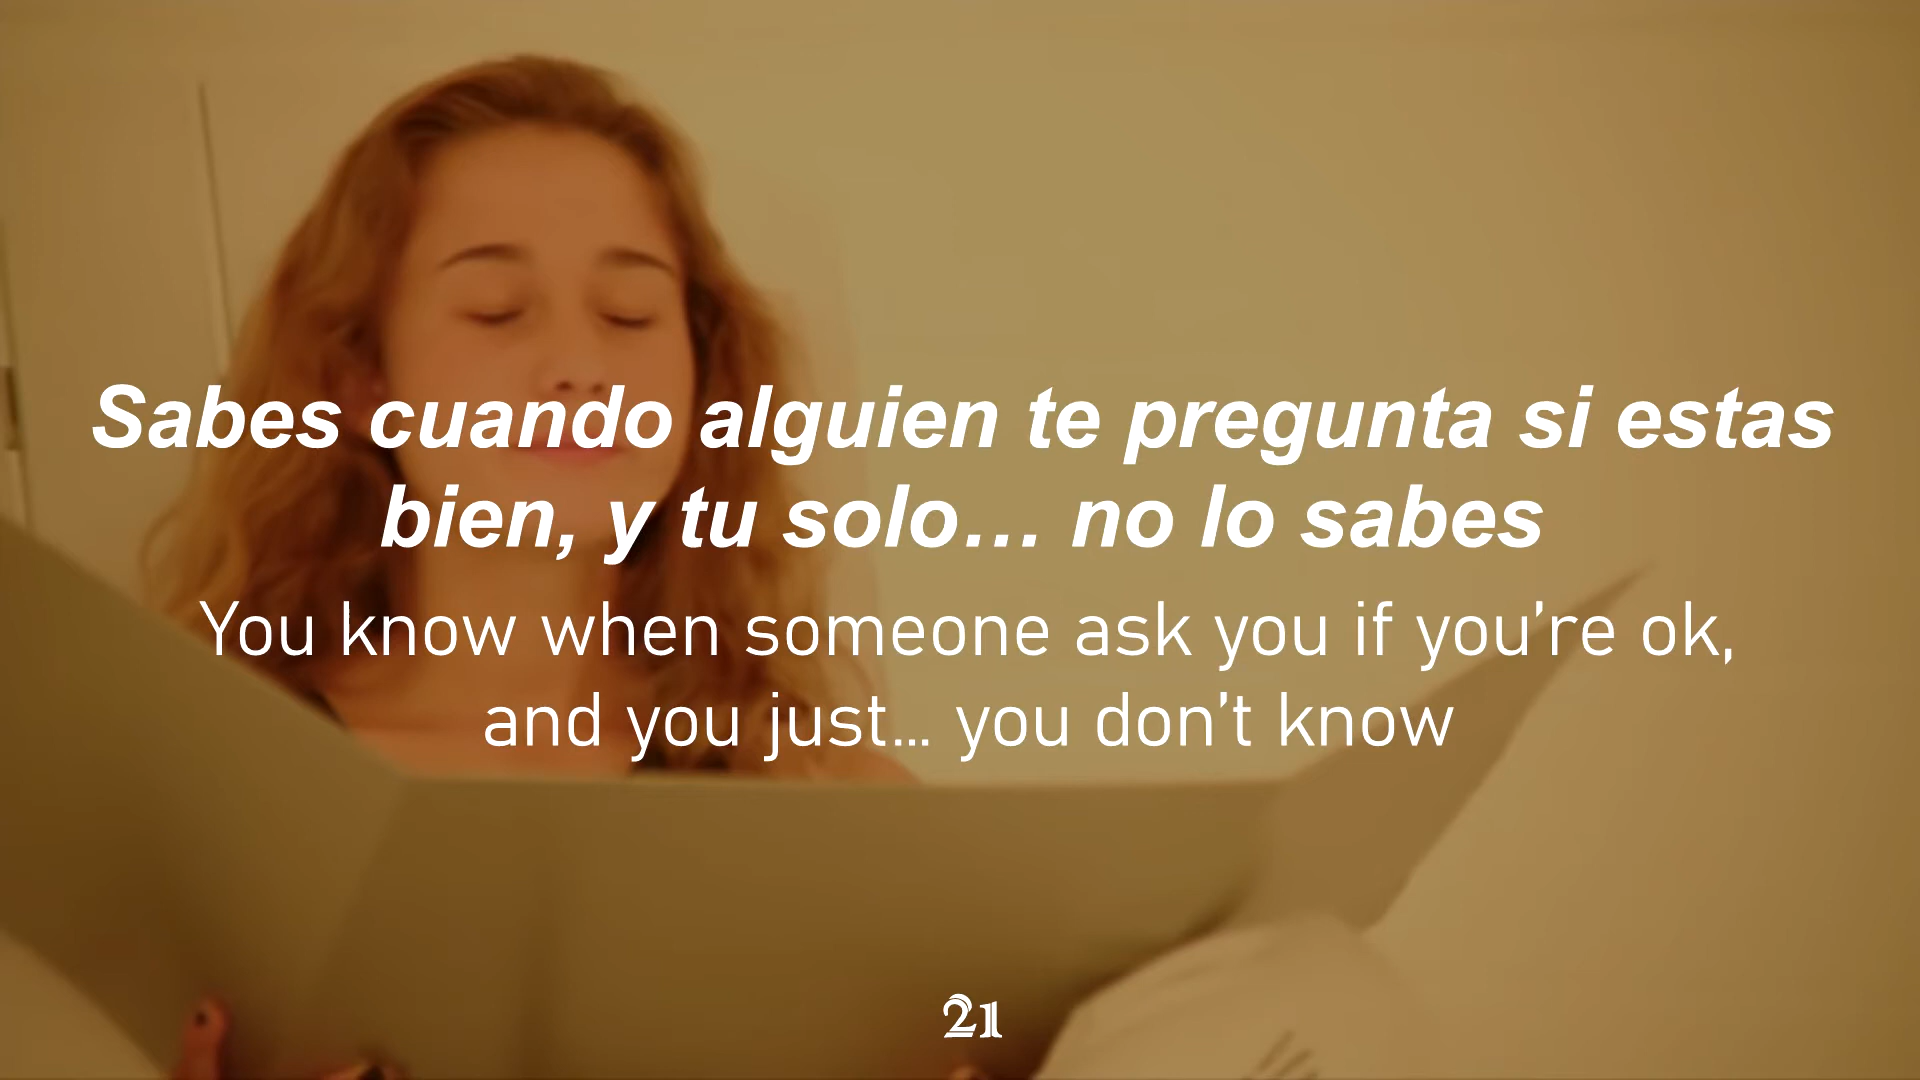 Sabes cuando alguien te pregunta si estas
bien, y tu solo... no lo sabes
You know when someone ask you if you're ok,
and you just... you don't know
21